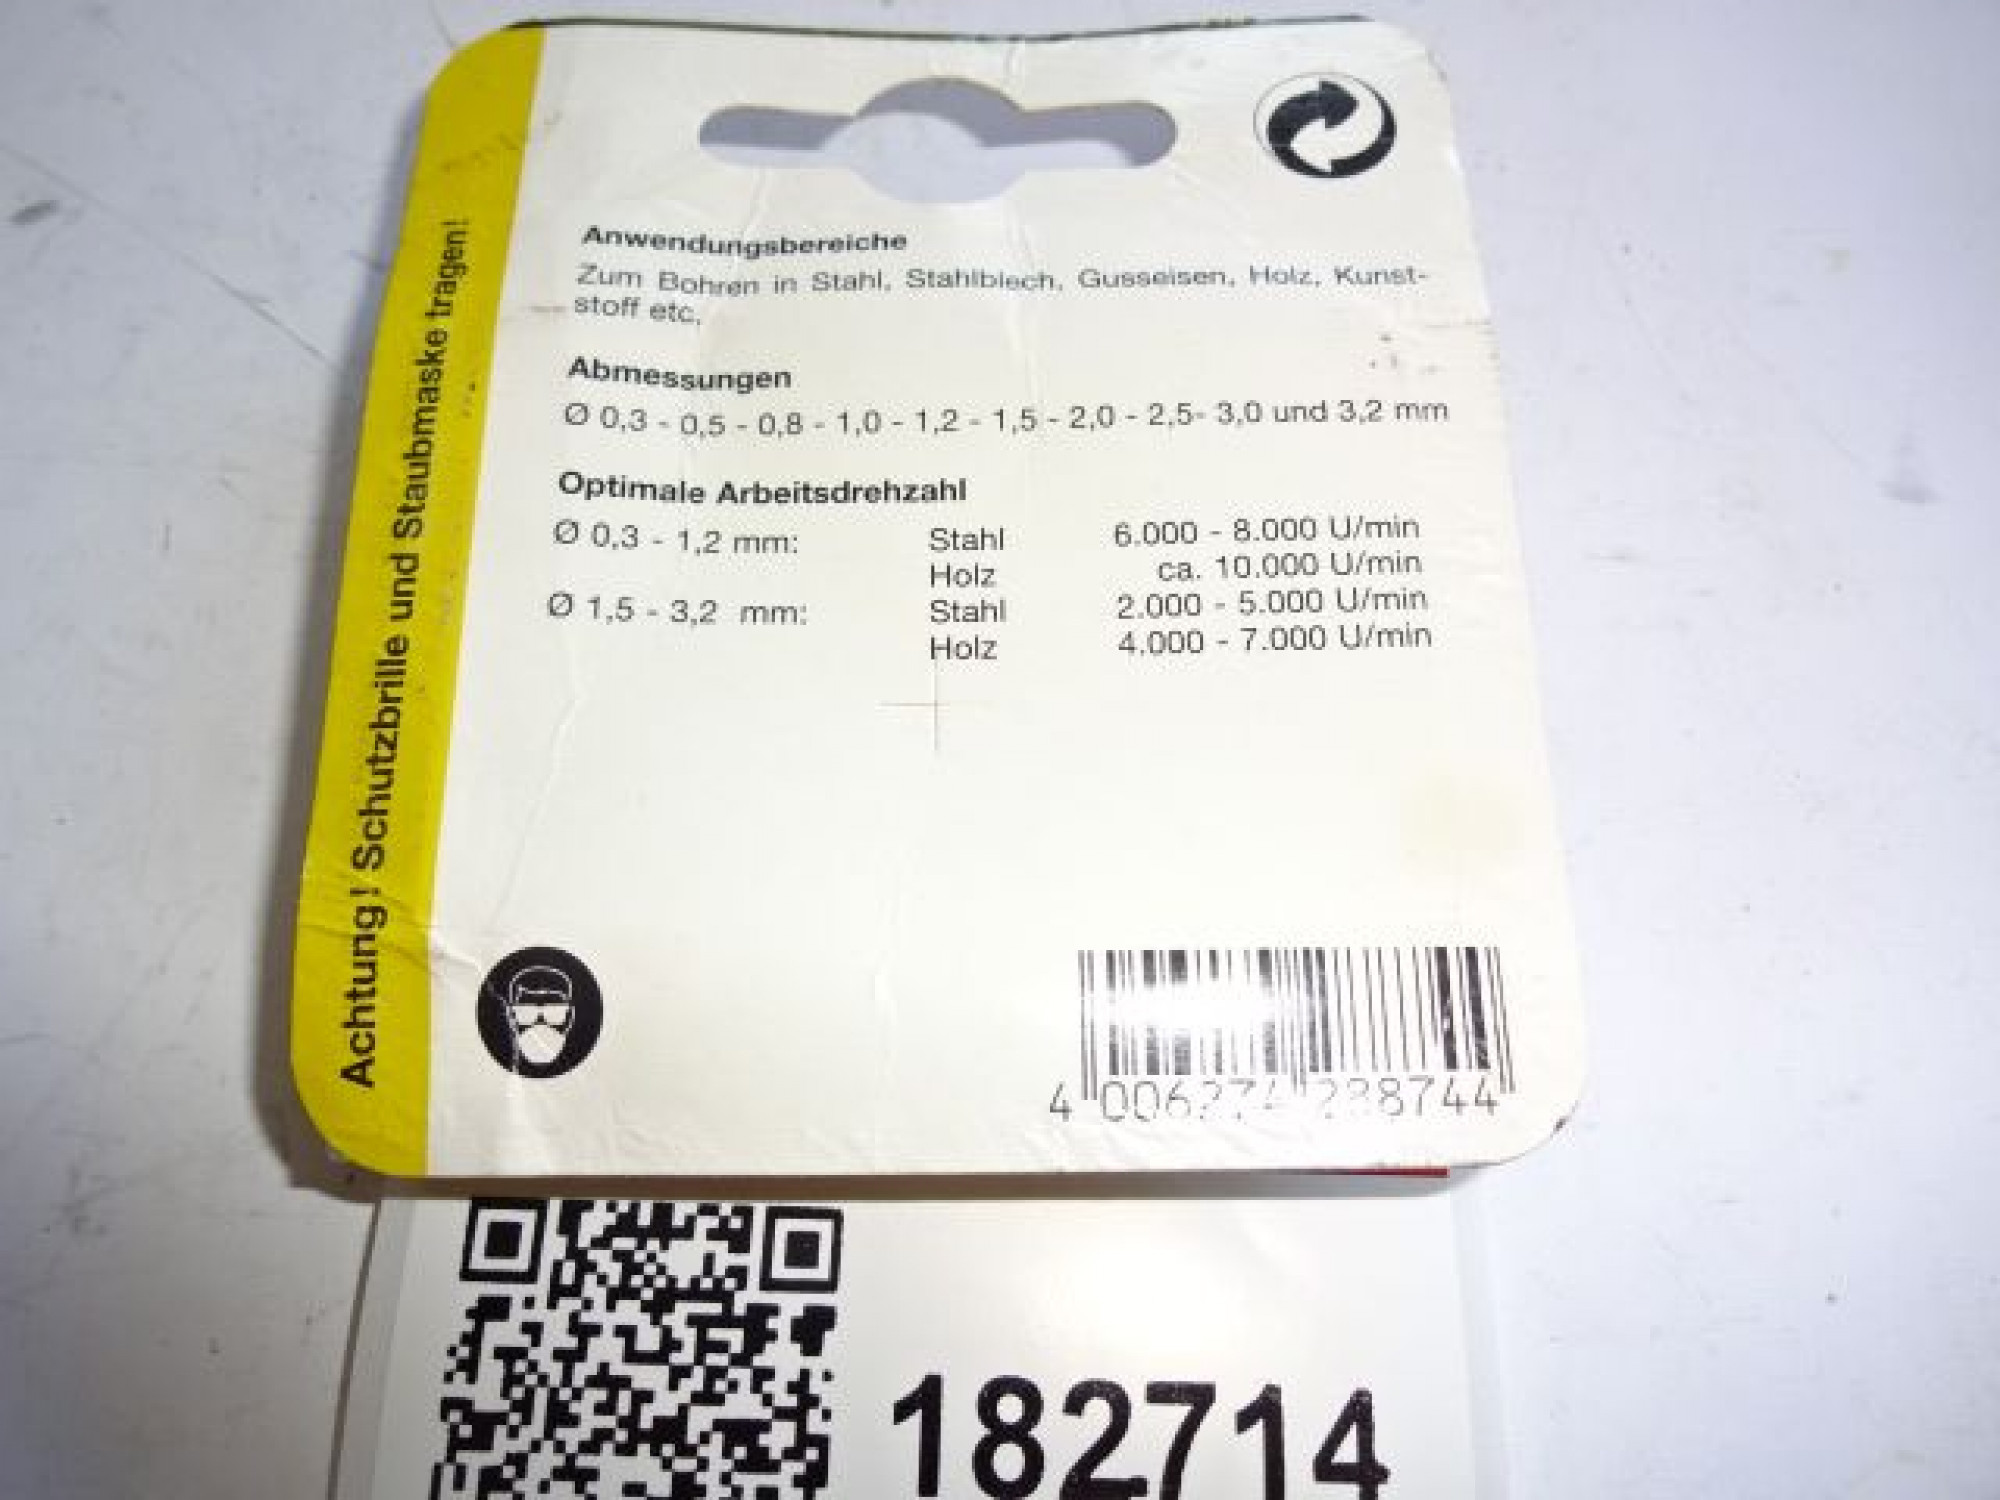 Achtung! Schutzbrille und Staubmaske tragen!
Anwendungsbereiche
Zum Bohren in Stahl, Stahlblech, Gusseisen, Holz, Kunst-
stoff etc.
Abmessungen
Ø 0,3 - 0,5 - 0,8 - 1,0 - 1,2 - 1,5 - 2,0 - 2,5- 3,0 und 3,2 mm
Optimale Arbeitsdrehzahl
Ø 0,3 - 1,2 mm: Stahl 6.000 - 8.000 U/min
Holz ca. 10.000 U/min
Ø 1,5 - 3,2 mm: Stahl 2.000 - 5.000 U/min
Holz 4.000 - 7.000 U/min
182714